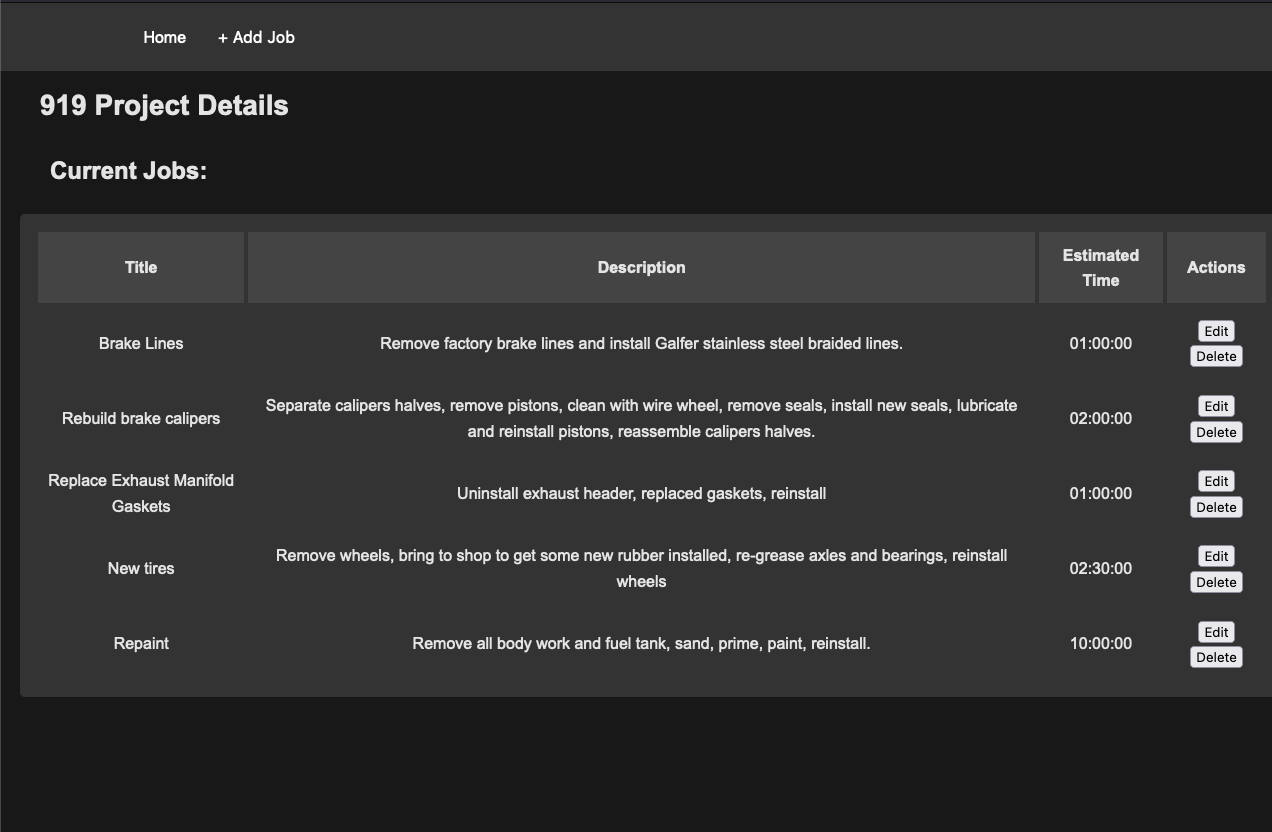 Home + Add Job
919 Project Details
Current Jobs:
Title Description Estimated Time Actions
Brake Lines Remove factory brake lines and install Galfer stainless steel braided lines. 01:00:00 Edit
Delete
Rebuild brake calipers Separate calipers halves, remove pistons, clean with wire wheel, remove seals, install new seals, lubricate
and reinstall pistons, reassemble calipers halves. 02:00:00 Edit
Delete
Replace Exhaust Manifold
Gaskets Uninstall exhaust header, replaced gaskets, reinstall 01:00:00 Edit
Delete
New tires Remove wheels, bring to shop to get some new rubber installed, re-grease axles and bearings, reinstall
wheels 02:30:00 Edit
Delete
Repaint Remove all body work and fuel tank, sand, prime, paint, reinstall. 10:00:00 Edit
Delete